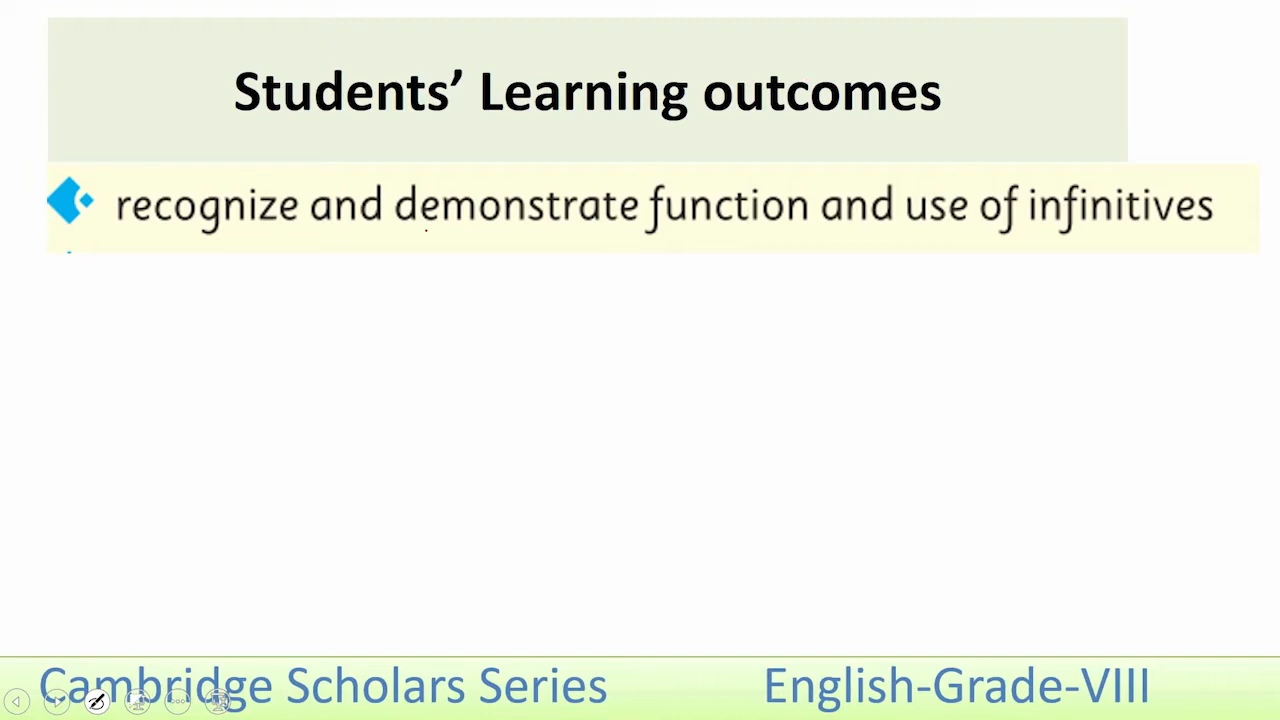 Students’ Learning outcomes
recognize and demonstrate function and use of infinitives
Cambridge Scholars Series English-Grade-VIII